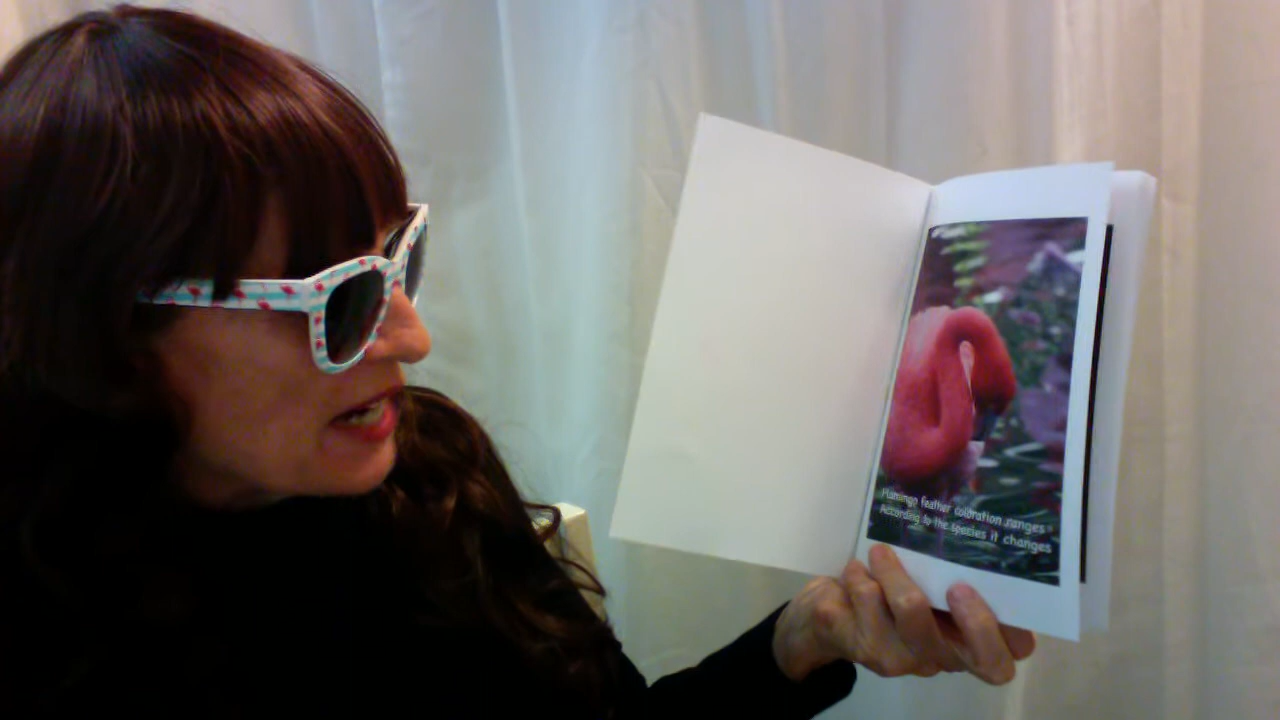 Flamingo feather coloration ranges
According to the species it changes